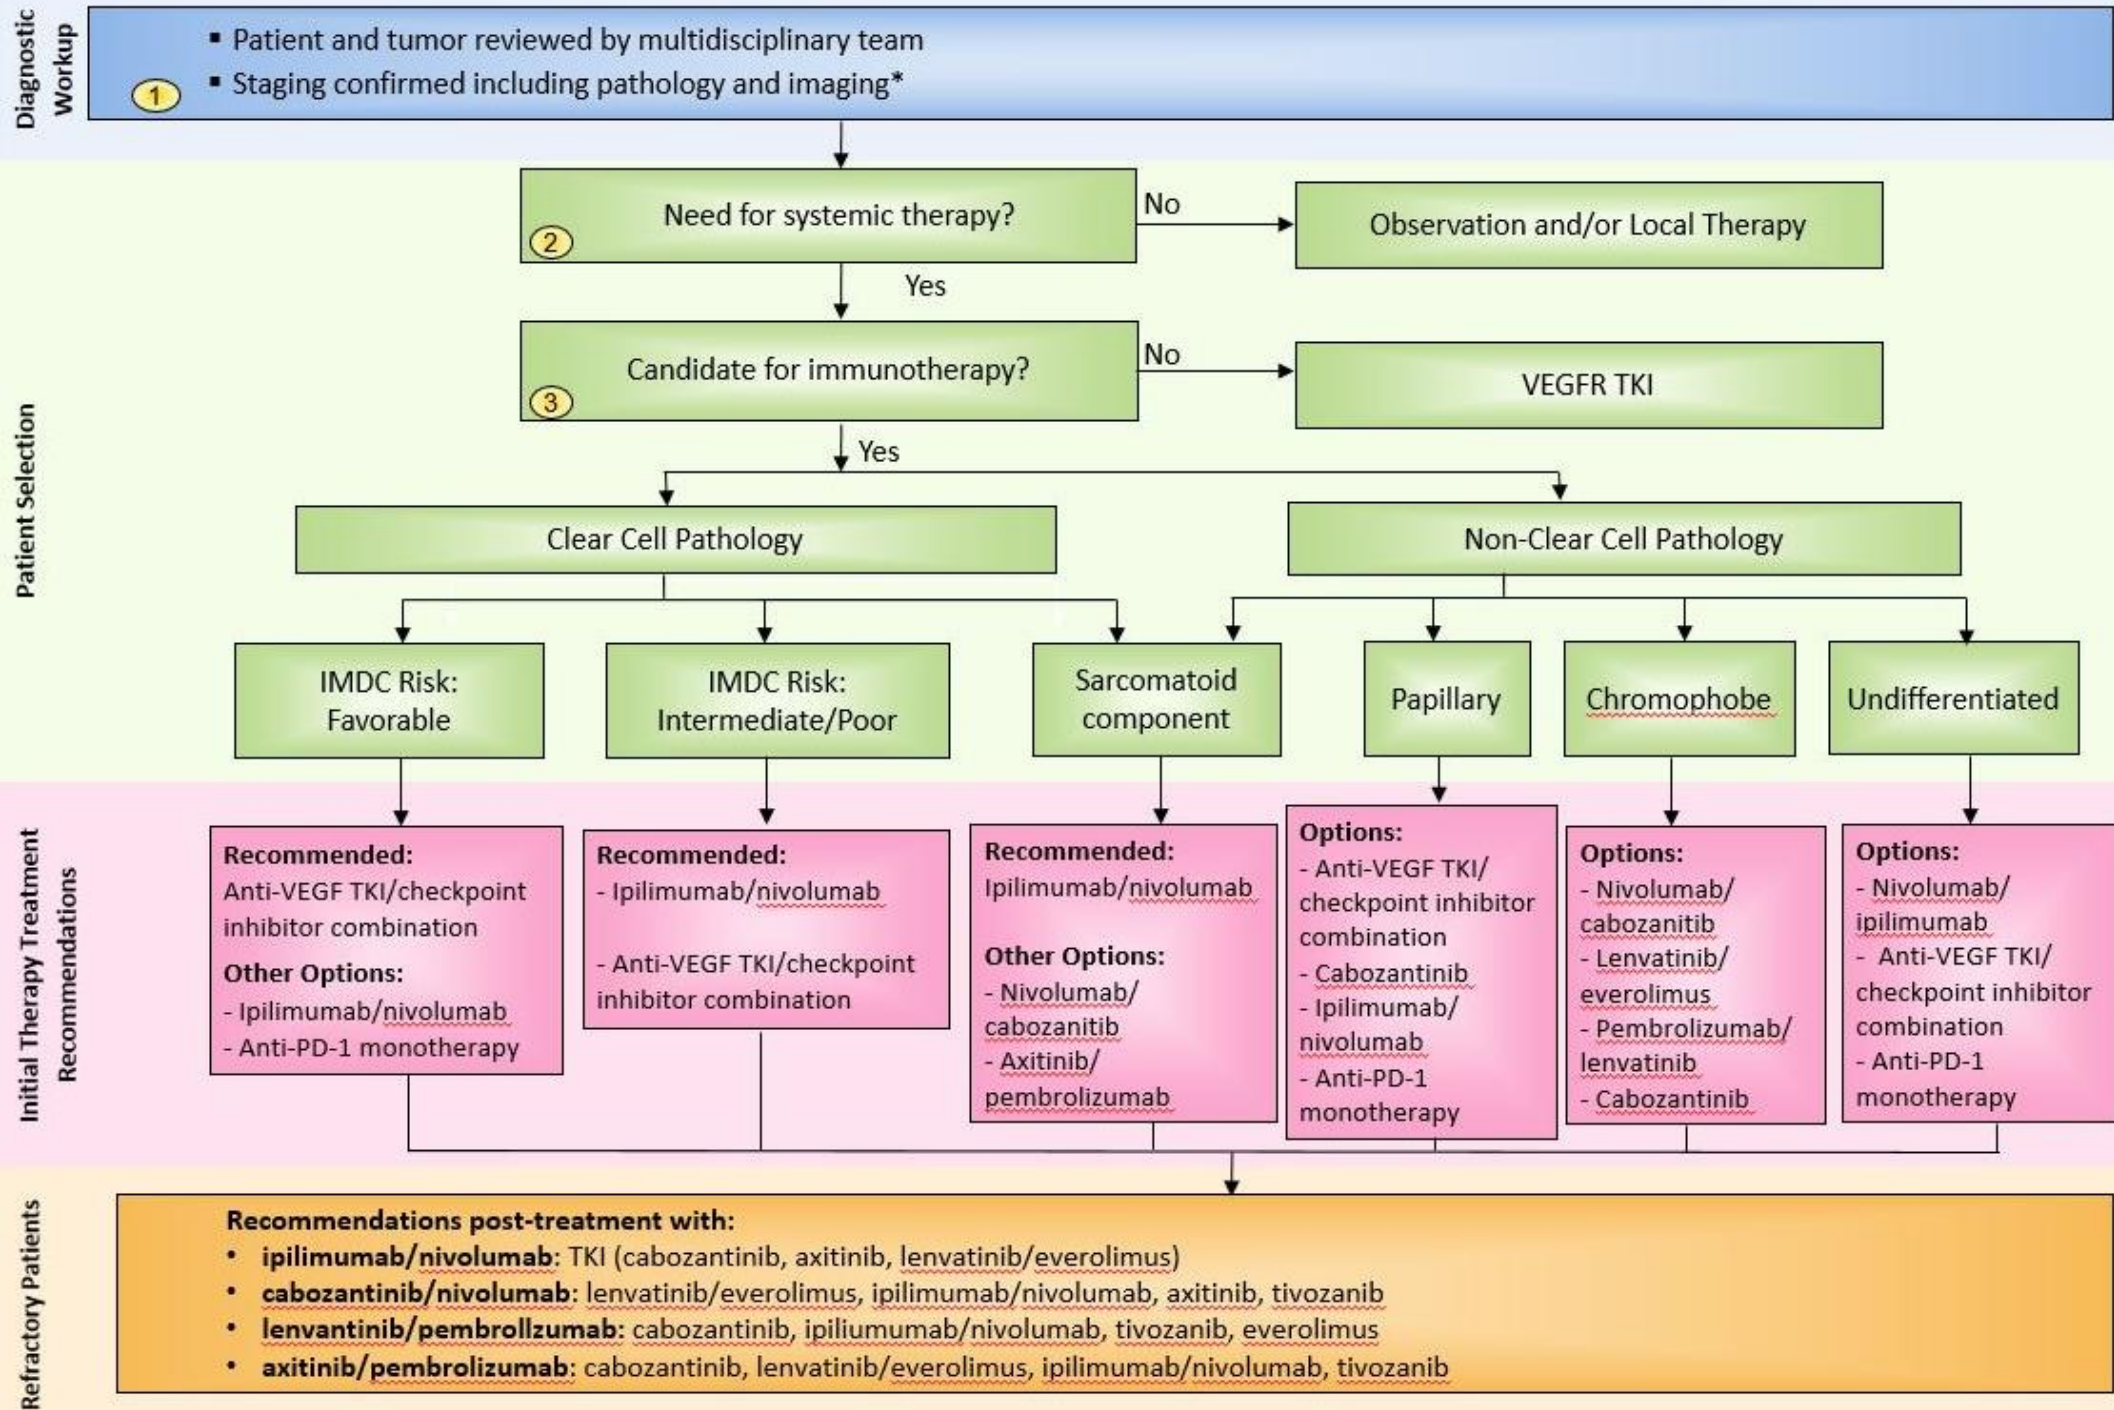 Diagnostic
Workup
▪ Patient and tumor reviewed by multidisciplinary team
▪ Staging confirmed including pathology and imaging*
1
Patient Selection
Need for systemic therapy?
2
No
Observation and/or Local Therapy
Yes
Candidate for immunotherapy?
3
No
VEGFR TKI
Yes
Clear Cell Pathology
Non-Clear Cell Pathology
IMDC Risk:
Favorable
IMDC Risk:
Intermediate/Poor
Sarcomatoid
component
Papillary
Chromophobe
Undifferentiated
Initial Therapy Treatment
Recommendations
Recommended:
Anti-VEGF TKI/checkpoint
inhibitor combination
Other Options:
- Ipilimumab/nivolumab
- Anti-PD-1 monotherapy
Recommended:
- Ipilimumab/nivolumab
- Anti-VEGF TKI/checkpoint
inhibitor combination
Recommended:
Ipilimumab/nivolumab
Other Options:
- Nivolumab/
cabozanitib
- Axitinib/
pembrolizumab
Options:
- Anti-VEGF TKI/
checkpoint inhibitor
combination
- Cabozantinib
- Ipilimumab/
nivolumab
- Anti-PD-1
monotherapy
Options:
- Nivolumab/
cabozanitib
- Lenvatinib/
everolimus
- Pembrolizumab/
lenvatinib
- Cabozantinib
Options:
- Nivolumab/
ipilimumab
- Anti-VEGF TKI/
checkpoint inhibitor
combination
- Anti-PD-1
monotherapy
Refractory Patients
Recommendations post-treatment with:
• ipilimumab/nivolumab: TKI (cabozantinib, axitinib, lenvatinib/everolimus)
• cabozantinib/nivolumab: lenvatinib/everolimus, ipilimumab/nivolumab, axitinib, tivozanib
• lenvantinib/pembrollzumab: cabozantinib, ipiliumumab/nivolumab, tivozanib, everolimus
• axitinib/pembrolizumab: cabozantinib, lenvatinib/everolimus, ipilimumab/nivolumab, tivozanib